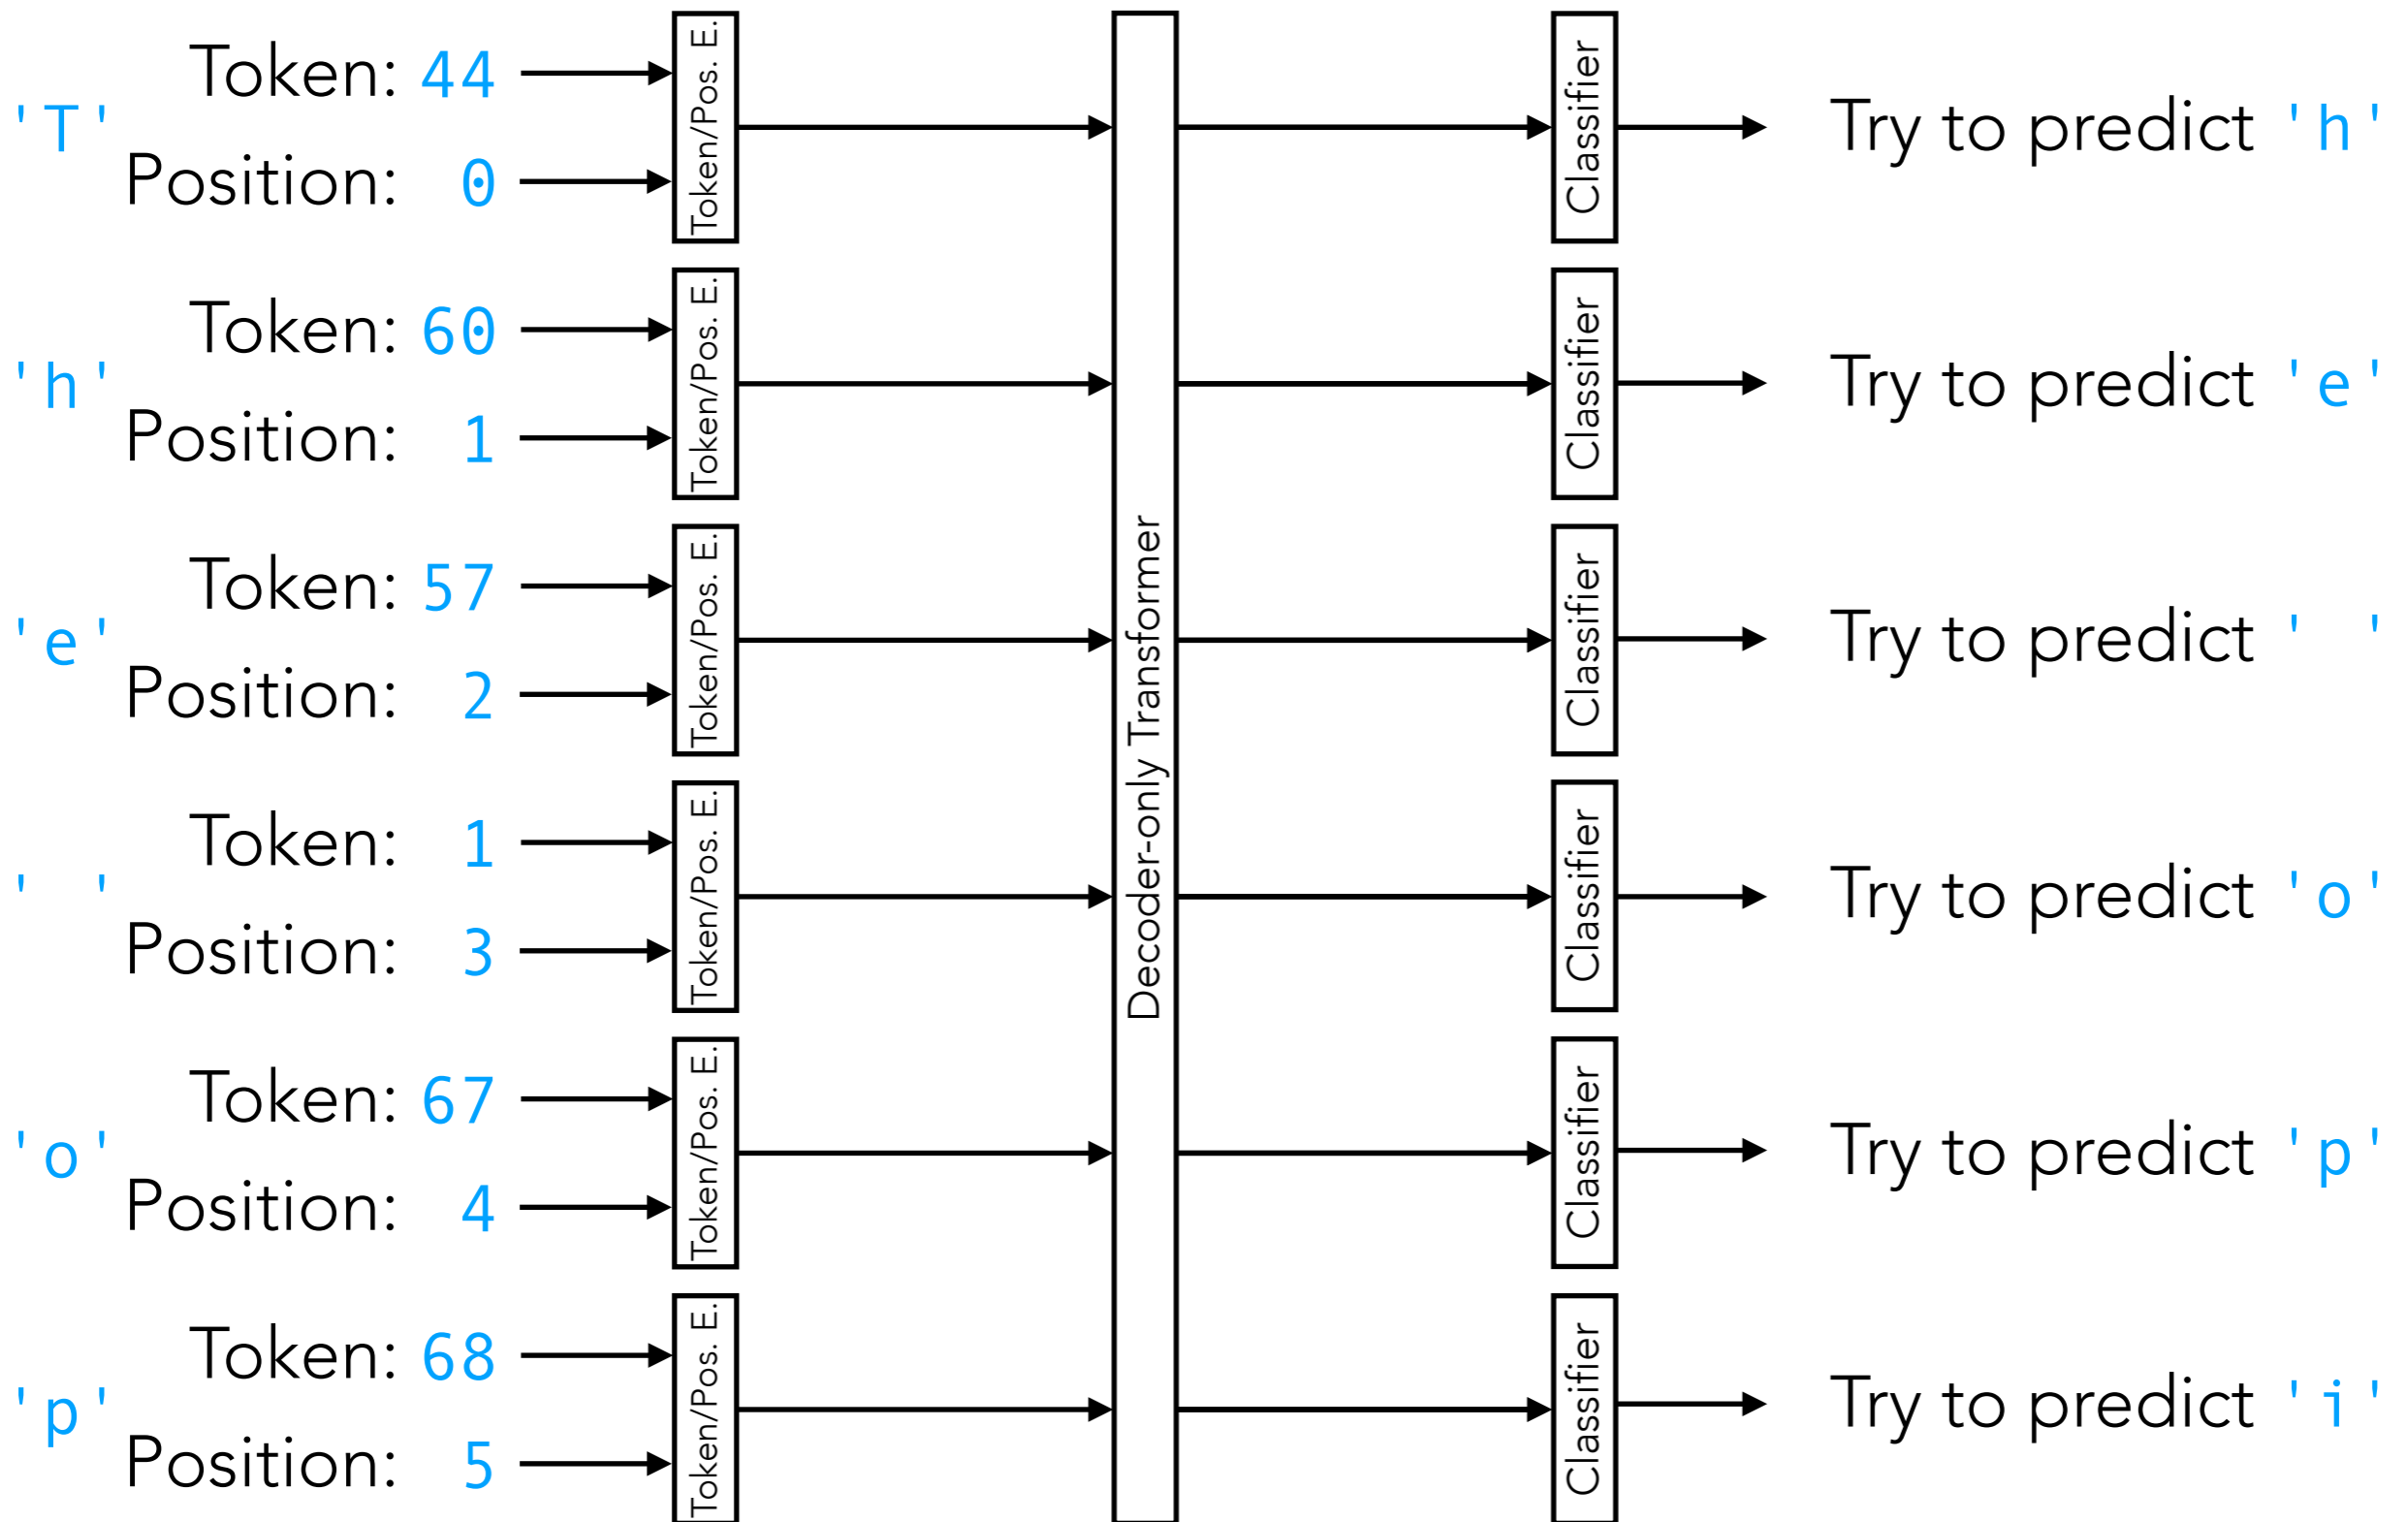 'T'
Token: 44
Position: 0
Token/Pos. E.
Classifier
Try to predict 'h'
'h'
Token: 60
Position: 1
Token/Pos. E.
Classifier
Try to predict 'e'
'e'
Token: 57
Position: 2
Token/Pos. E.
Decoder-only Transformer
Classifier
Try to predict ' '
' '
Token: 1
Position: 3
Token/Pos. E.
Classifier
Try to predict 'o'
'o'
Token: 67
Position: 4
Token/Pos. E.
Classifier
Try to predict 'p'
'p'
Token: 68
Position: 5
Token/Pos. E.
Classifier
Try to predict 'i'